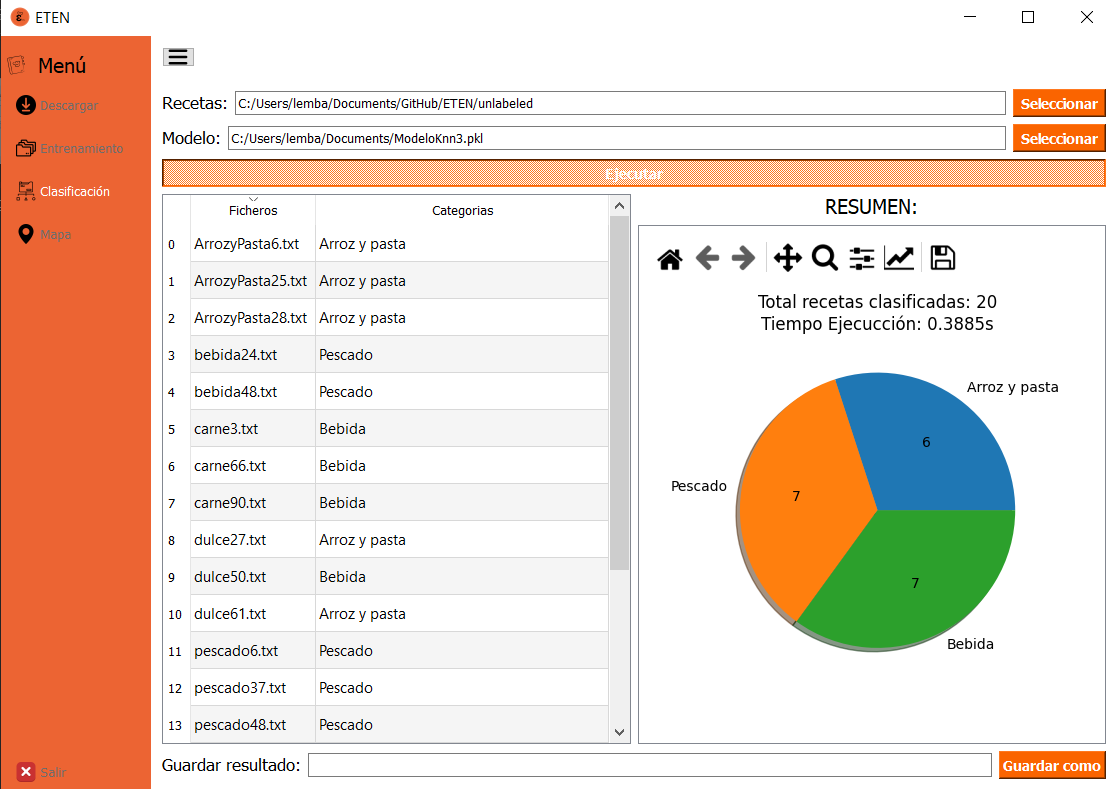 ETEN
Menú
Descargar
Entrenamiento
Clasificación
Mapa
Salir
Recetas: C:/Users/lemba/Documents/GitHub/ETEN/unlabeled Seleccionar
Modelo: C:/Users/lemba/Documents/ModeloKnn3.pkl Seleccionar
Ejecutar
Ficheros Categorias
0 ArrozyPasta6.txt Arroz y pasta
1 ArrozyPasta25.txt Arroz y pasta
2 ArrozyPasta28.txt Arroz y pasta
3 bebida24.txt Pescado
4 bebida48.txt Pescado
5 carne3.txt Bebida
6 carne66.txt Bebida
7 carne90.txt Bebida
8 dulce27.txt Arroz y pasta
9 dulce50.txt Bebida
10 dulce61.txt Arroz y pasta
11 pescado6.txt Pescado
12 pescado37.txt Pescado
13 pescado48.txt Pescado
RESUMEN:
Total recetas clasificadas: 20
Tiempo Ejecucción: 0.3885s
Arroz y pasta
6
Pescado
7
7
Bebida
Guardar resultado: Guardar como